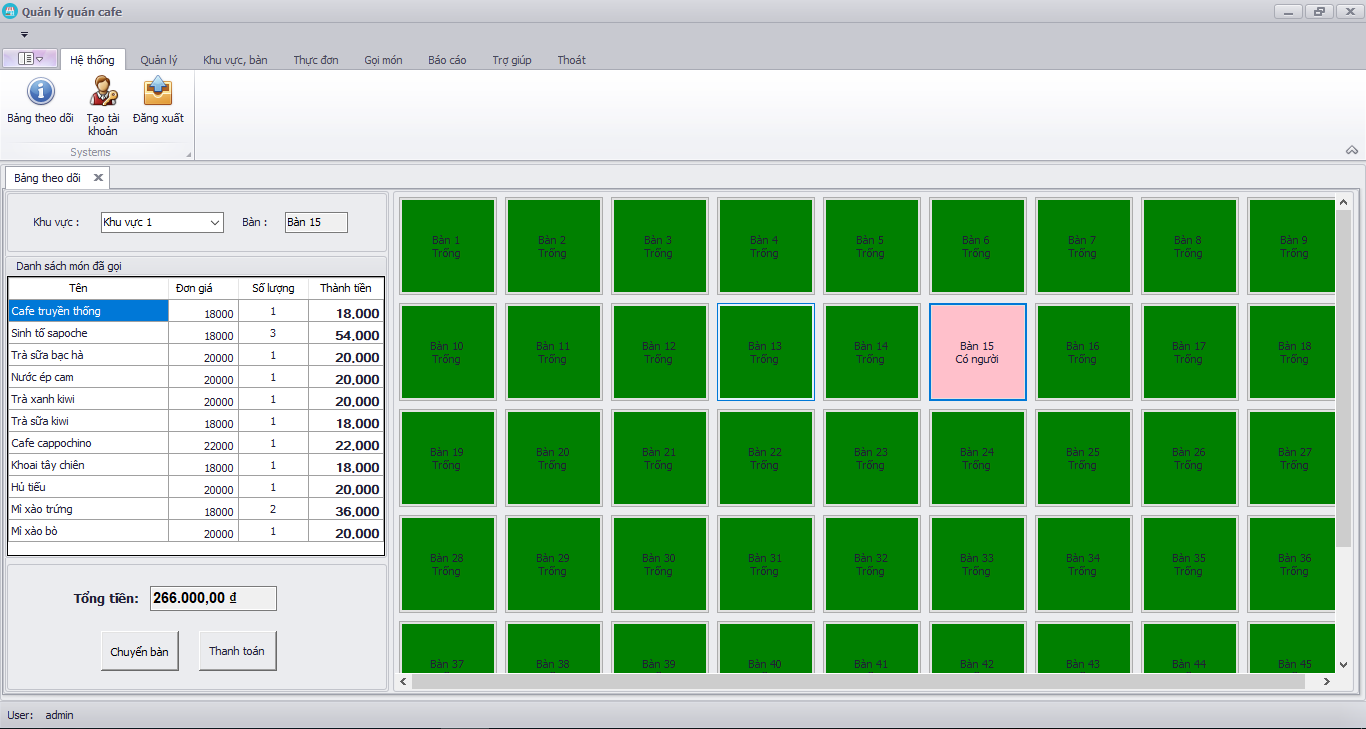 Quản lý quán cafe
Hệ thống Quản lý Khu vực, bàn Thực đơn Gọi món Báo cáo Trợ giúp Thoát
Bảng theo dõi Tạo tài khoản Đăng xuất
Systems
Bảng theo dõi
Khu vực : Khu vực 1 Bàn : Bàn 15
Danh sách món đã gọi
Tên Đơn giá Số lượng Thành tiền
Cafe truyền thống 18000 1 18.000
Sinh tố sapoche 18000 3 54.000
Trà sữa bạc hà 20000 1 20.000
Nước ép cam 20000 1 20.000
Trà xanh kiwi 20000 1 20.000
Trà sữa kiwi 18000 1 18.000
Cafe cappochino 22000 1 22.000
Khoai tây chiên 18000 1 18.000
Hủ tiếu 20000 1 20.000
Mì xào trứng 18000 2 36.000
Mì xào bò 20000 1 20.000
Tổng tiền: 266.000,00 ₫
Chuyển bàn Thanh toán
Bàn 1 Bàn 2 Bàn 3 Bàn 4 Bàn 5 Bàn 6 Bàn 7 Bàn 8 Bàn 9
Trống Trống Trống Trống Trống Trống Trống Trống Trống
Bàn 10 Bàn 11 Bàn 12 Bàn 13 Bàn 14 Bàn 15 Bàn 16 Bàn 17 Bàn 18
Trống Trống Trống Trống Trống Có người Trống Trống Trống
Bàn 19 Bàn 20 Bàn 21 Bàn 22 Bàn 23 Bàn 24 Bàn 25 Bàn 26 Bàn 27
Trống Trống Trống Trống Trống Trống Trống Trống Trống
Bàn 28 Bàn 29 Bàn 30 Bàn 31 Bàn 32 Bàn 33 Bàn 34 Bàn 35 Bàn 36
Trống Trống Trống Trống Trống Trống Trống Trống Trống
Bàn 37 Bàn 38 Bàn 39 Bàn 40 Bàn 41 Bàn 42 Bàn 43 Bàn 44 Bàn 45
User: admin